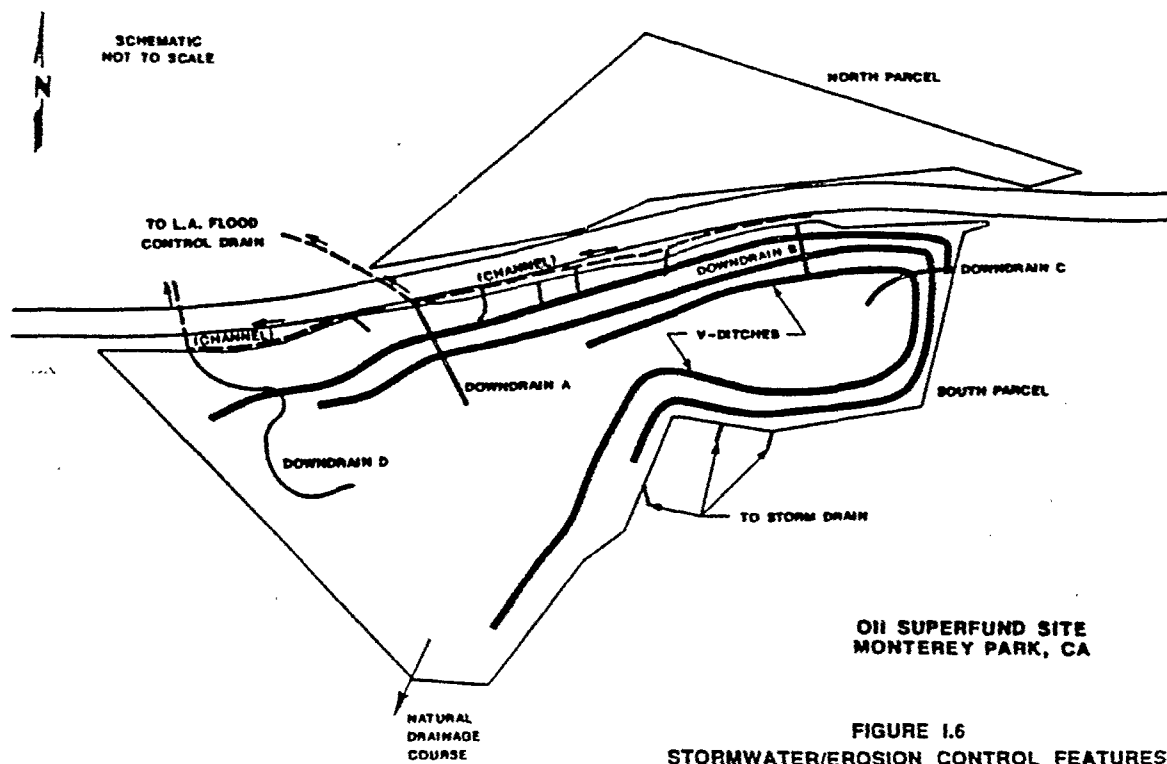 SCHEMATIC
NOT TO SCALE
N
NORTH PARCEL
TO L.A. FLOOD
CONTROL DRAIN
(CHANNEL)
DOWNDRAIN B
DOWNDRAIN C
(CHANNEL)
V-DITCHES
DOWNDRAIN A
SOUTH PARCEL
DOWNDRAIN D
TO STORM DRAIN
OII SUPERFUND SITE
MONTEREY PARK, CA
NATURAL
DRAINAGE
COURSE
FIGURE I.6
STORMWATER/EROSION CONTROL FEATURES